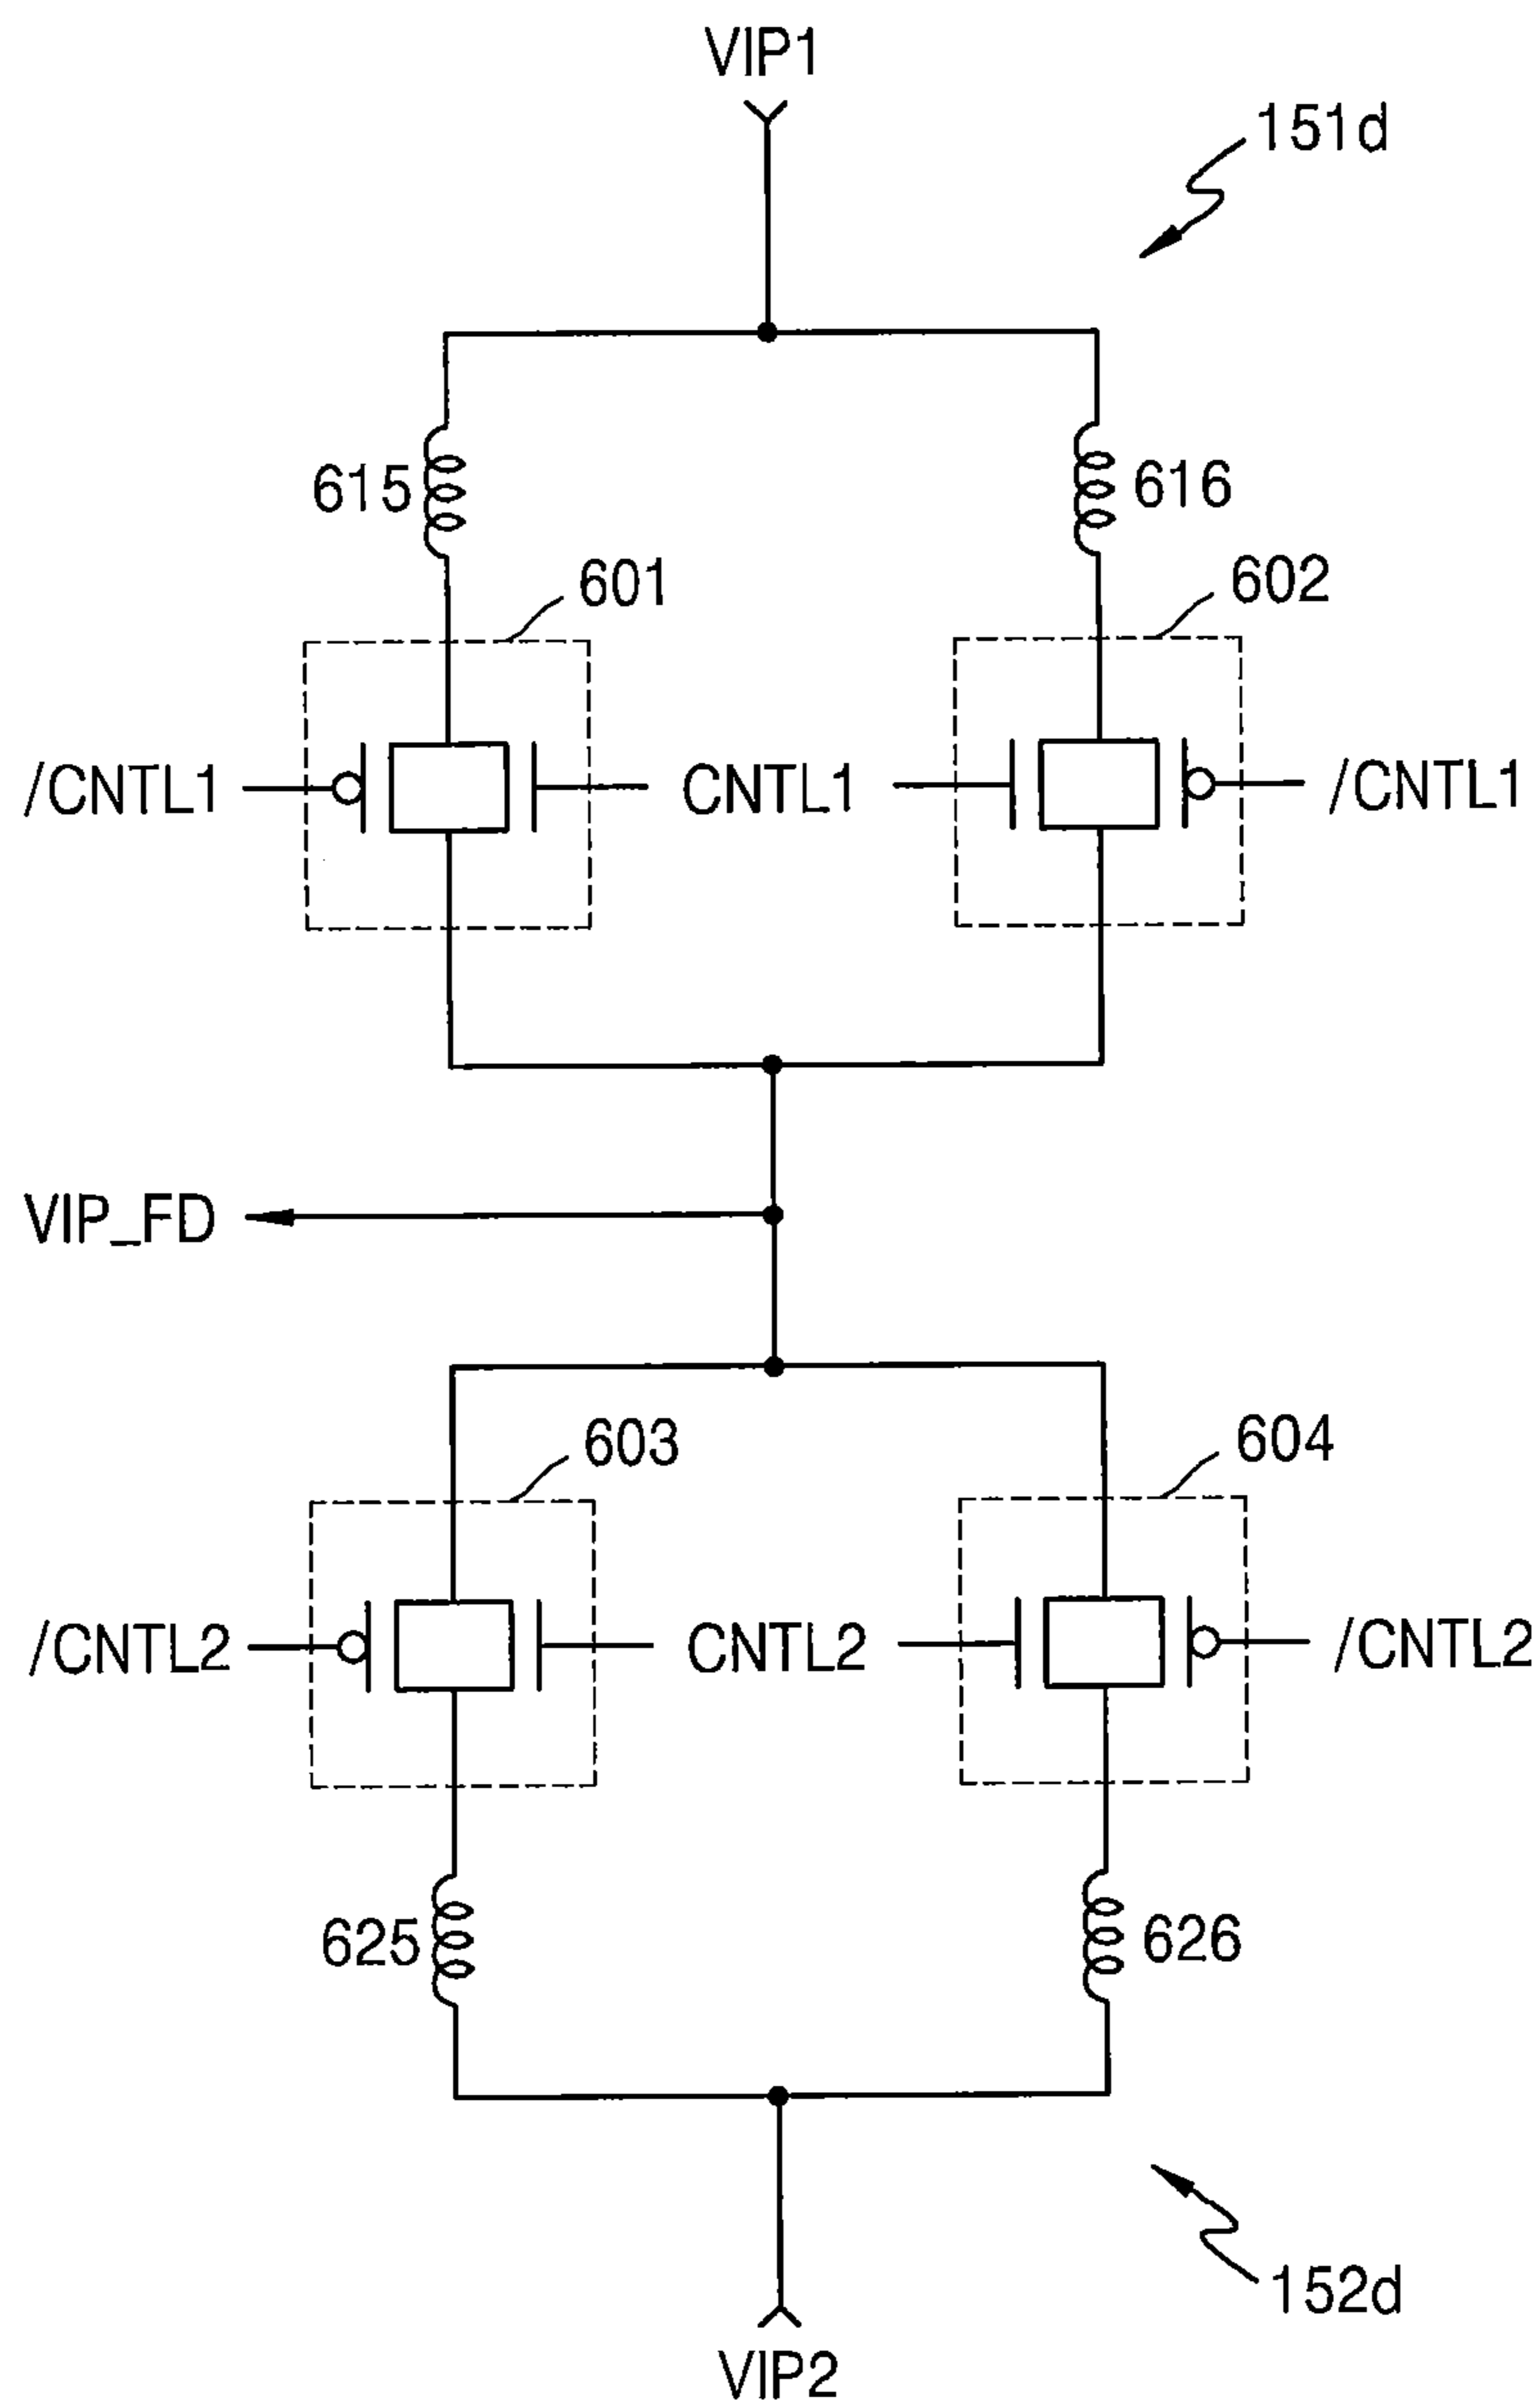 VIP1
151d
615
616
601
602
/CNTL1
CNTL1
/CNTL1
VIP_FD
603
604
/CNTL2
CNTL2
/CNTL2
625
626
152d
VIP2